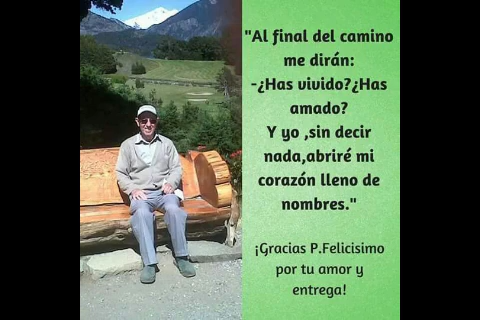 "Al final del camino
me dirán:
-¿Has vivido?¿Has
amado?
Y yo ,sin decir
nada,abriré mi
corazón lleno de
nombres."
¡Gracias P.Felicisimo
por tu amor y
entrega!